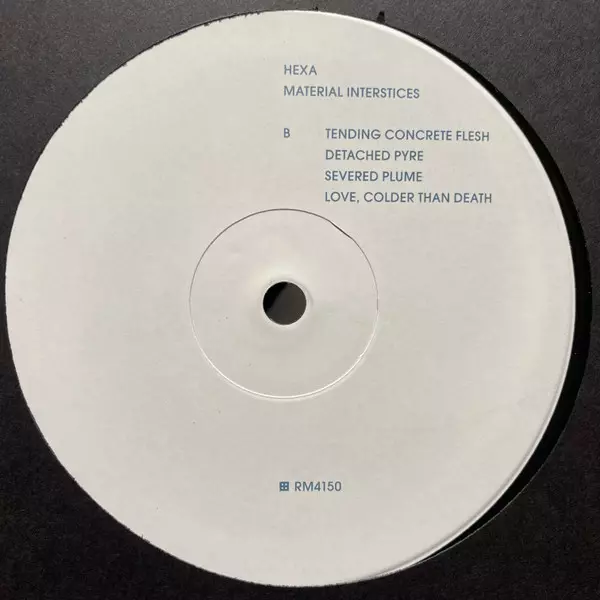 HEXA
MATERIAL INTERSTICES
B TENDING CONCRETE FLESH
DETACHED PYRE
SEVERED PLUME
LOVE, COLDER THAN DEATH
RM4150